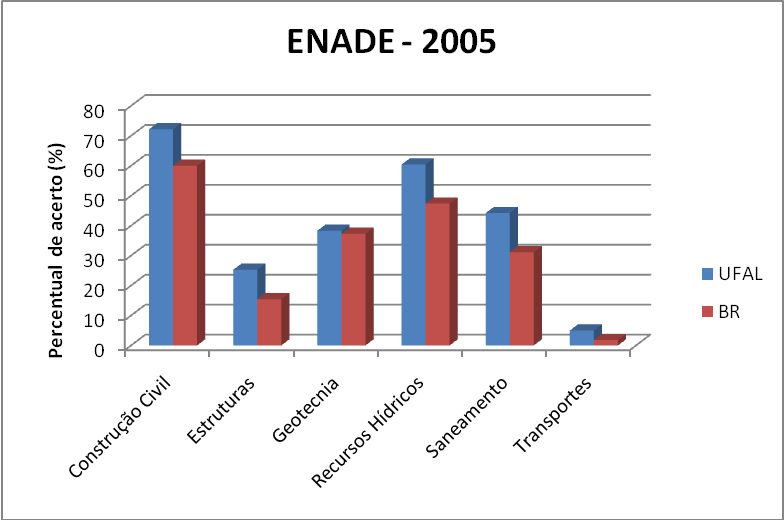 ENADE - 2005
Percentual de acerto (%)
80
70
60
50
40
30
20
10
0
Construção Civil
Estruturas
Geotecnia
Recursos Hídricos
Saneamento
Transportes
UFAL
BR